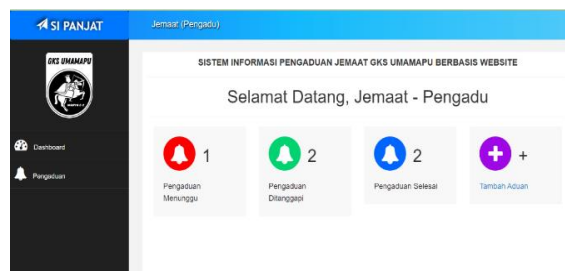 SI PANJAT
Jemaat (Pengadu)
GKS UMAMAPU
SISTEM INFORMASI PENGADUAN JEMAAT GKS UMAMAPU BERBASIS WEBSITE
Selamat Datang, Jemaat - Pengadu
Dashboard
Pengaduan
1
Pengaduan
Menunggu
2
Pengaduan
Ditanggapi
2
Pengaduan Selesai
+
Tambah Aduan